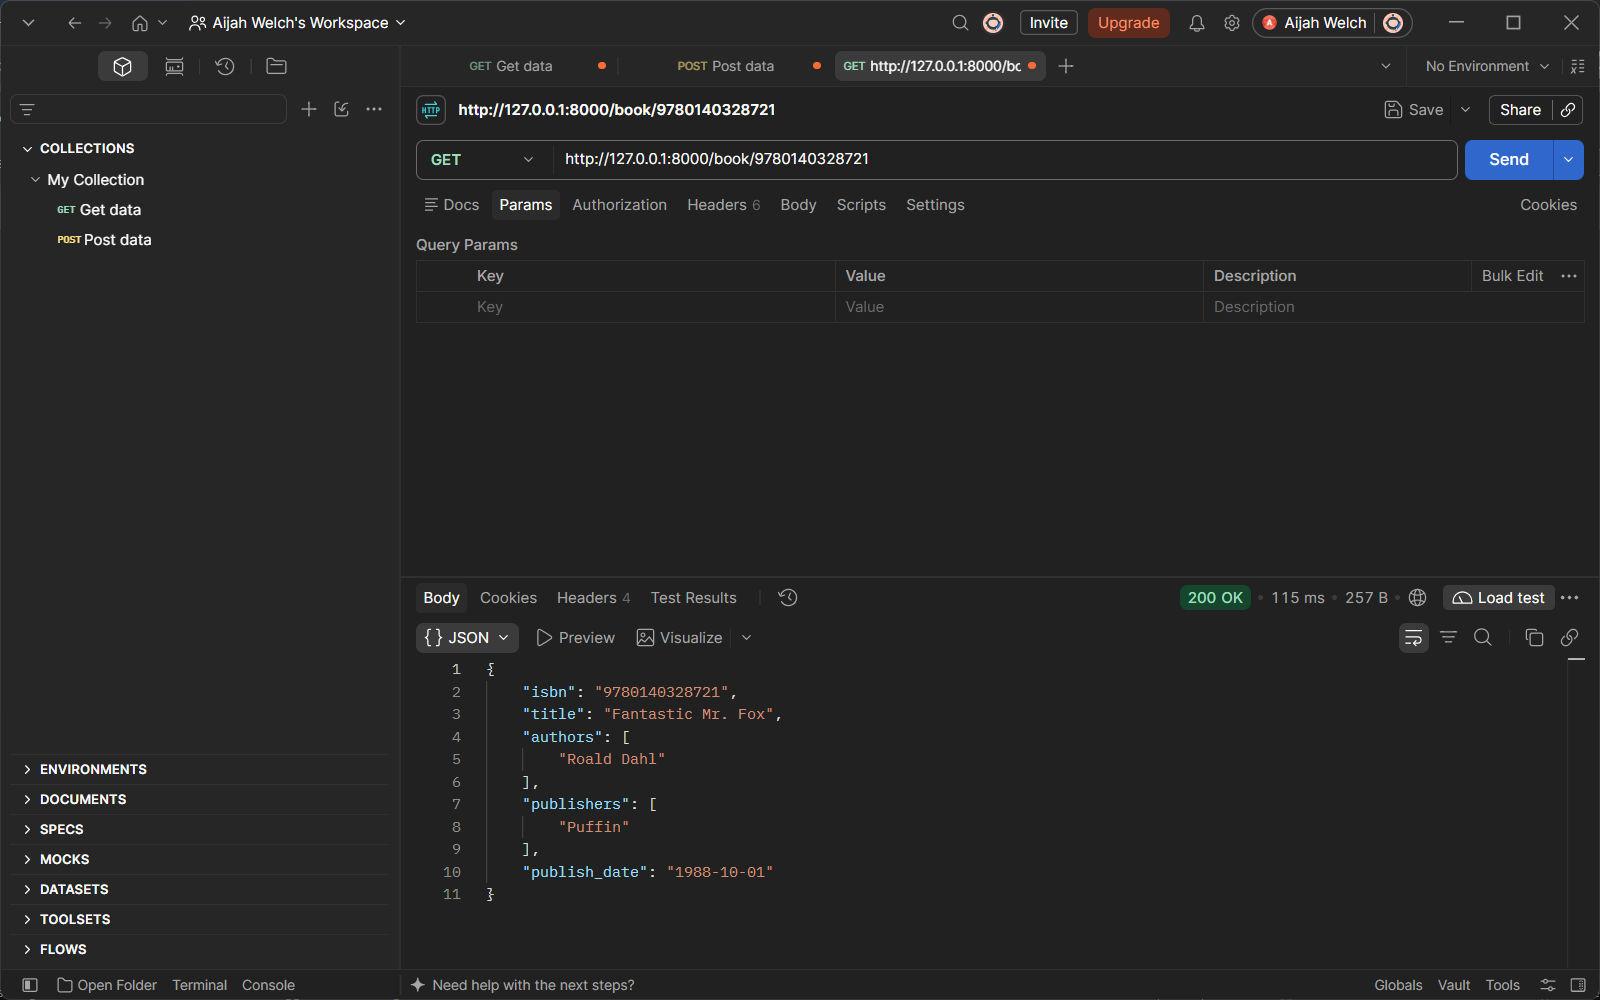 Aijah Welch's Workspace
Invite
Upgrade
Aijah Welch
GET Get data
POST Post data
GET http://127.0.0.1:8000/bc
No Environment
HTTP
http://127.0.0.1:8000/book/9780140328721
Save
Share
COLLECTIONS
My Collection
GET Get data
POST Post data
GET
http://127.0.0.1:8000/book/9780140328721
Send
Docs
Params
Authorization
Headers 6
Body
Scripts
Settings
Cookies
Query Params
Key Value Description Bulk Edit
Key Value Description
Body
Cookies
Headers 4
Test Results
200 OK
115 ms
257 B
Load test
{} JSON
Preview
Visualize
1 {
2 "isbn": "9780140328721",
3 "title": "Fantastic Mr. Fox",
4 "authors": [
5 "Roald Dahl"
6 ],
7 "publishers": [
8 "Puffin"
9 ],
10 "publish_date": "1988-10-01"
11 }
ENVIRONMENTS
DOCUMENTS
SPECS
MOCKS
DATASETS
TOOLSETS
FLOWS
Open Folder
Terminal
Console
Need help with the next steps?
Globals
Vault
Tools